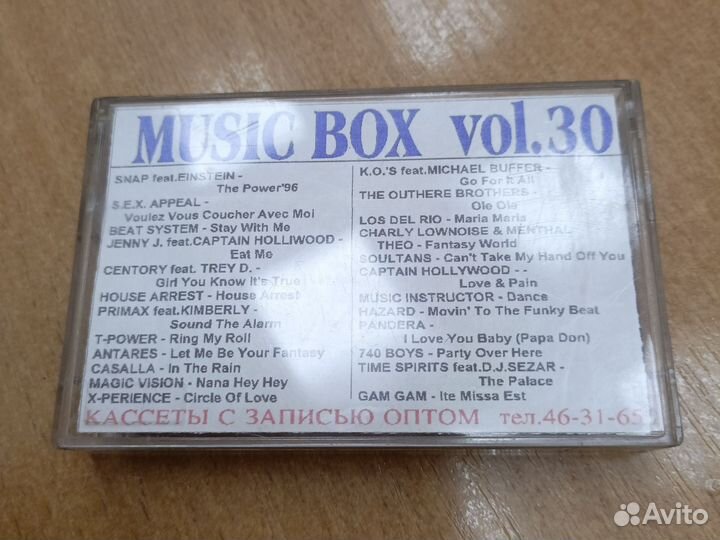 MUSIC BOX vol.30
SNAP feat.EINSTEIN -
The Power'96
S.E.X. APPEAL -
Voulez Vous Coucher Avec Moi
BEAT SYSTEM - Stay With Me
JENNY J. feat.CAPTAIN HOLLIWOOD -
Eat Me
CENTORY feat. TREY D. -
Girl You Know It's True
HOUSE ARREST - House Arrest
PRIMAX feat.KIMBERLY -
Sound The Alarm
T-POWER - Ring My Roll
ANTARES - Let Me Be Your Fantasy
CASALLA - In The Rain
MAGIC VISION - Nana Hey Hey
X-PERIENCE - Circle Of Love
K.O.'S feat.MICHAEL BUFFER -
Go For It All
THE OUTHERE BROTHERS -
Ole Ole
LOS DEL RIO - Maria Maria
CHARLY LOWNOISE & MENTHAL
THEO - Fantasy World
SOULTANS - Can't Take My Hand Off You
CAPTAIN HOLLYWOOD - -
Love & Pain
MUSIC INSTRUCTOR - Dance
HAZARD - Movin' To The Funky Beat
PANDERA -
I Love You Baby (Papa Don)
740 BOYS - Party Over Here
TIME SPIRITS feat.D.J.SEZAR -
The Palace
GAM GAM - Ite Missa Est
КАССЕТЫ С ЗАПИСЬЮ ОПТОМ тел.46-31-65
Avito